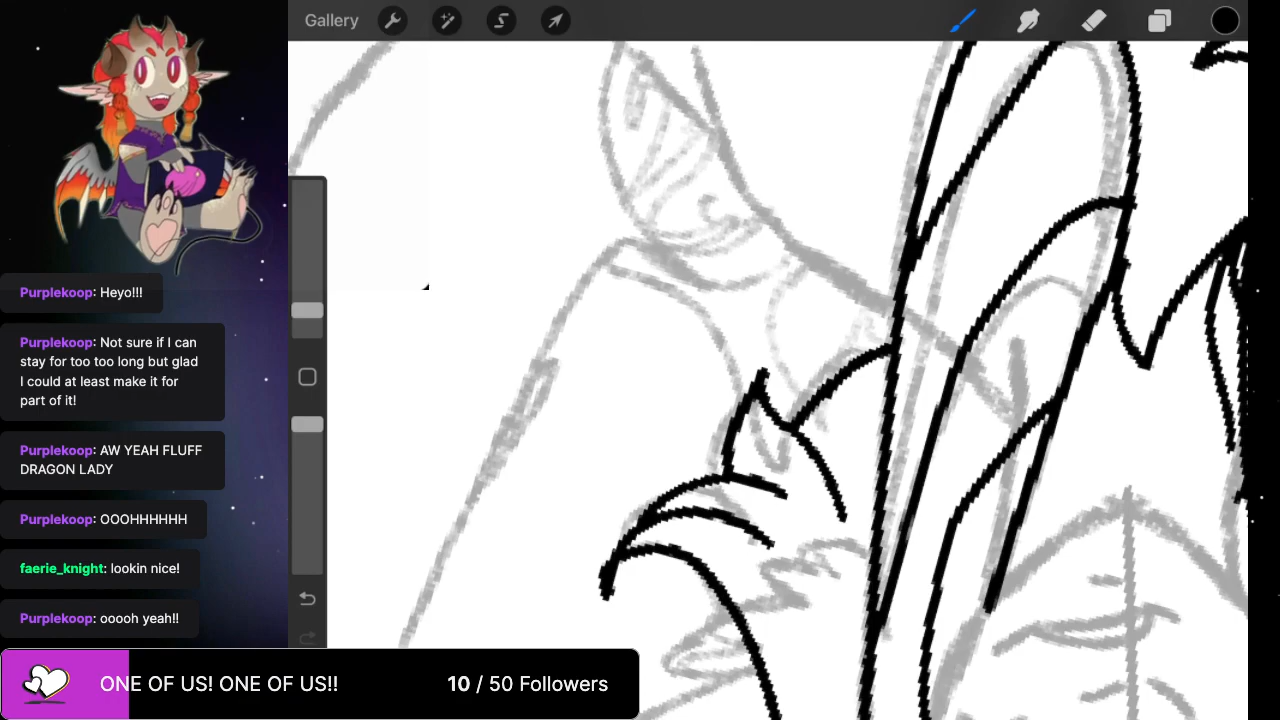 Gallery
Purplekoop: Heyo!!!
Purplekoop: Not sure if I can
stay for too too long but glad
I could at least make it for
part of it!
Purplekoop: AW YEAH FLUFF
DRAGON LADY
Purplekoop: OOOHHHHHH
faerie_knight: lookin nice!
Purplekoop: ooooh yeah!!
ONE OF US! ONE OF US!! 10 / 50 Followers